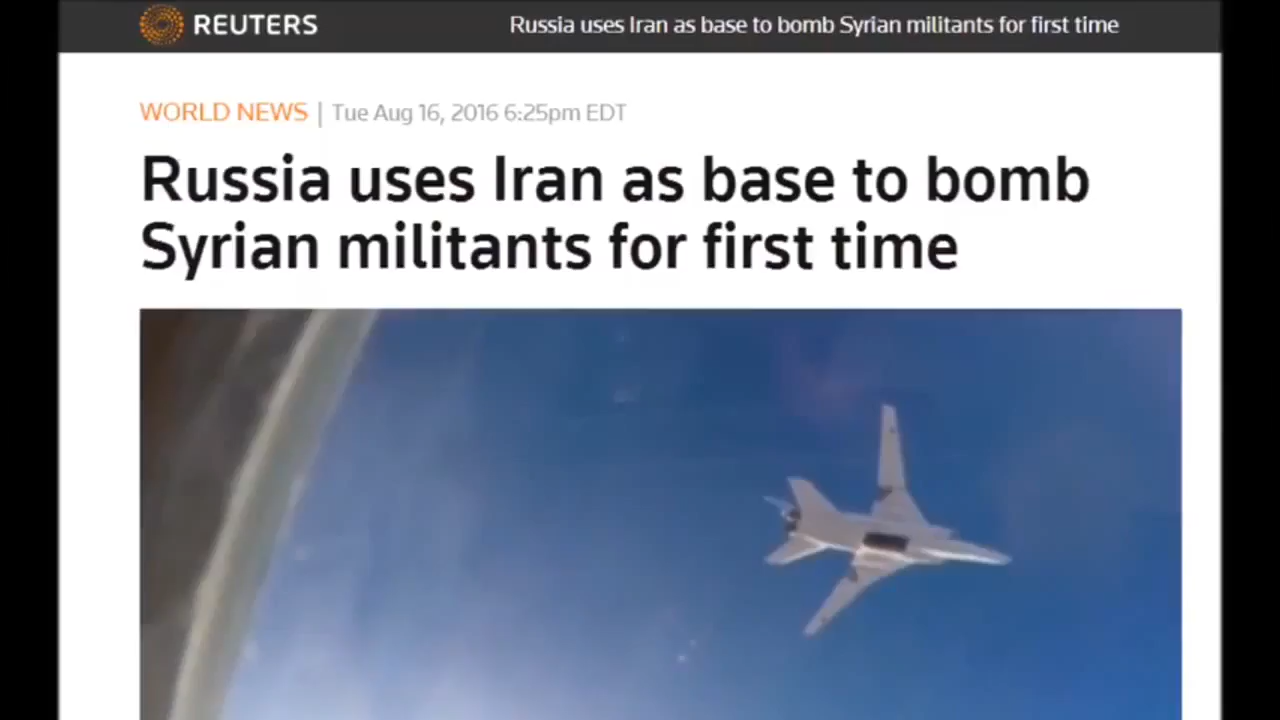 REUTERS
Russia uses Iran as base to bomb Syrian militants for first time
WORLD NEWS | Tue Aug 16, 2016 6:25pm EDT
Russia uses Iran as base to bomb
Syrian militants for first time